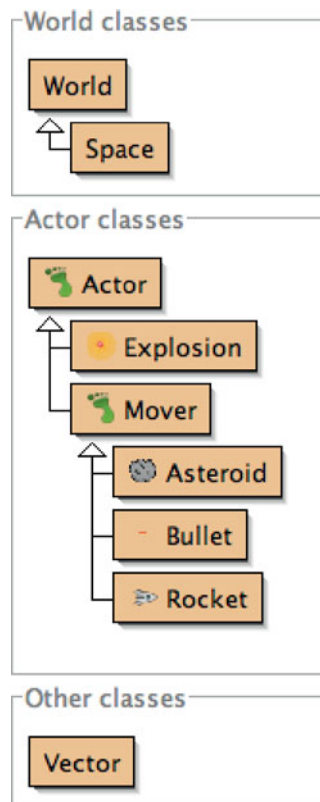 World classes
World
Space
Actor classes
Actor
Explosion
Mover
Asteroid
Bullet
Rocket
Other classes
Vector